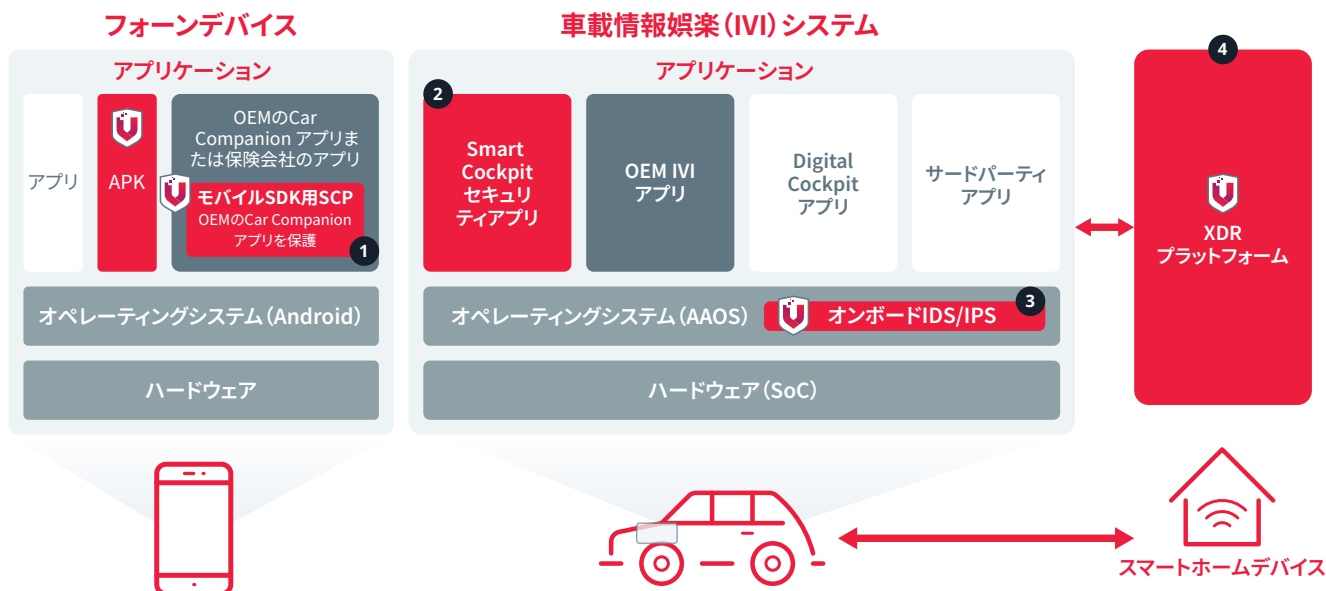 フォーンデバイス
アプリケーション
アプリ
APK
OEMのCar
Companion アプリま
たは保険会社のアプリ
モバイルSDK用SCP
OEMのCar Companion
アプリを保護
1
オペレーティングシステム（Android）
ハードウェア
車載情報娯楽（IVI）システム
アプリケーション
2
Smart
Cockpit
セキュリ
ティアプリ
OEM IVI
アプリ
Digital
Cockpit
アプリ
サードパーティ
アプリ
オペレーティングシステム（AAOS）
オンボードIDS/IPS
3
ハードウェア（SoC）
4
XDR
プラットフォーム
スマートホームデバイス